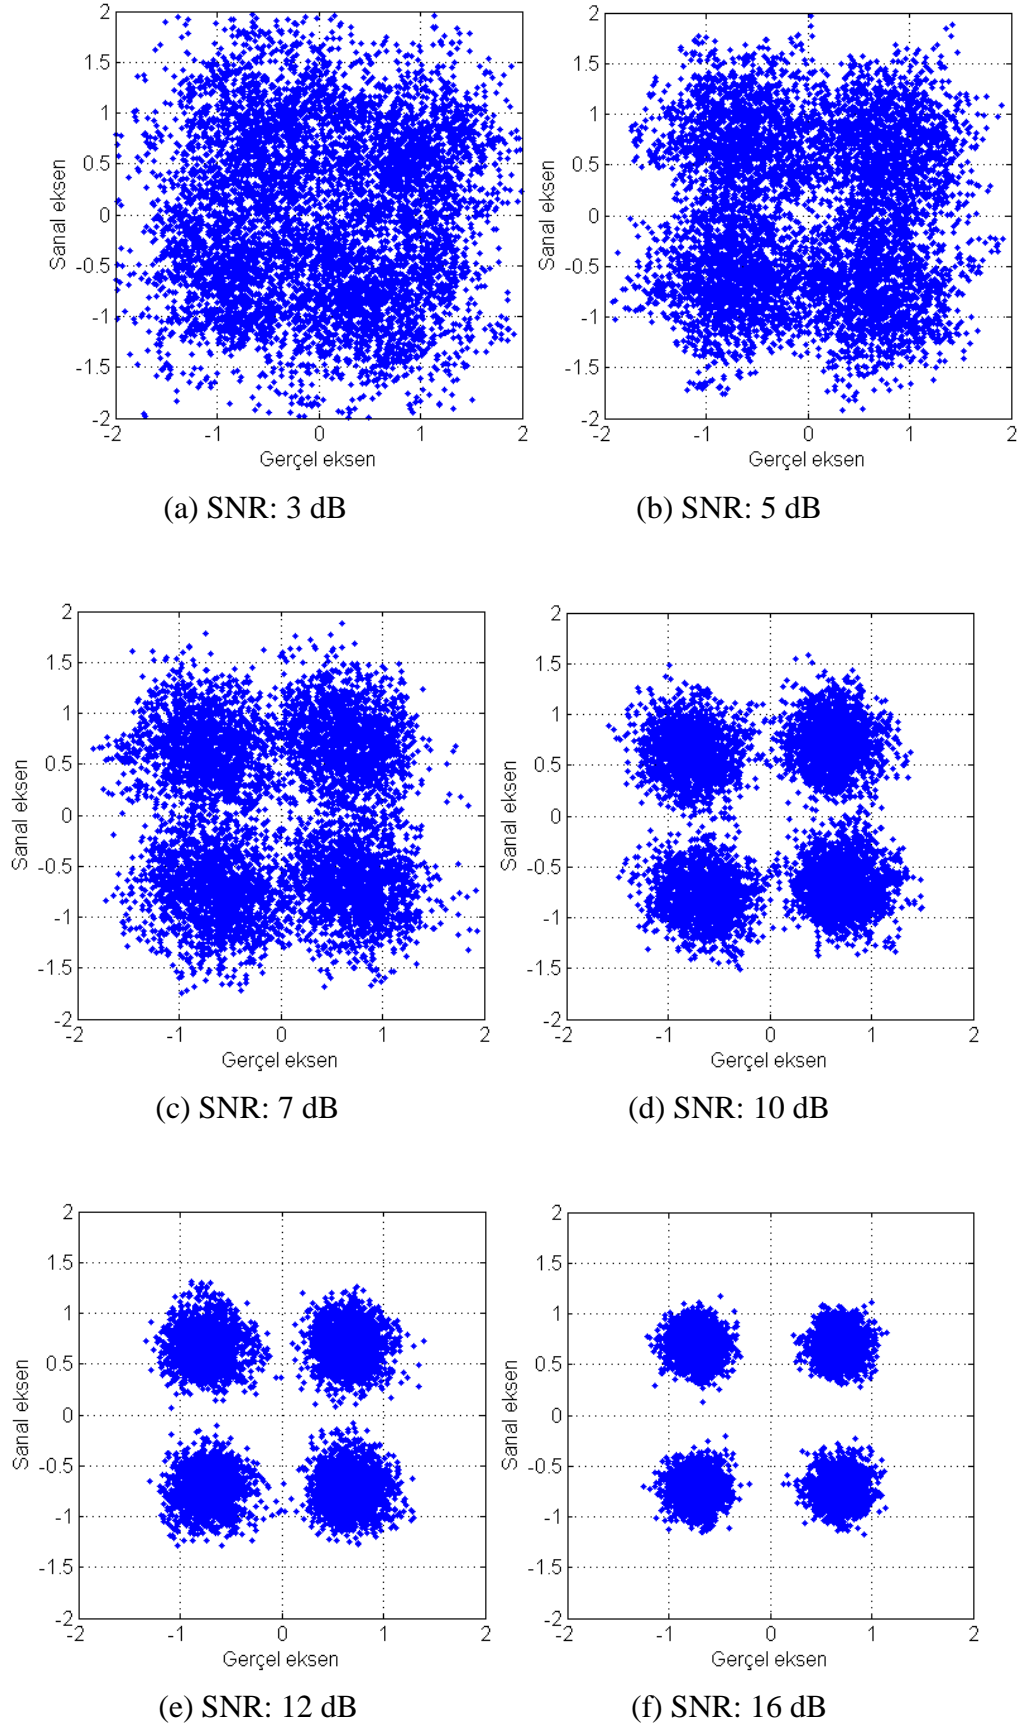 2
1.5
1
0.5
0
-0.5
-1
-1.5
-2
Sanal eksen
-2 -1 0 1 2
Gerçel eksen
(a) SNR: 3 dB
2
1.5
1
0.5
0
-0.5
-1
-1.5
-2
Sanal eksen
-2 -1 0 1 2
Gerçel eksen
(b) SNR: 5 dB
2
1.5
1
0.5
0
-0.5
-1
-1.5
-2
Sanal eksen
-2 -1 0 1 2
Gerçel eksen
(c) SNR: 7 dB
2
1.5
1
0.5
0
-0.5
-1
-1.5
-2
Sanal eksen
-2 -1 0 1 2
Gerçel eksen
(d) SNR: 10 dB
2
1.5
1
0.5
0
-0.5
-1
-1.5
-2
Sanal eksen
-2 -1 0 1 2
Gerçel eksen
(e) SNR: 12 dB
2
1.5
1
0.5
0
-0.5
-1
-1.5
-2
Sanal eksen
-2 -1 0 1 2
Gerçel eksen
(f) SNR: 16 dB